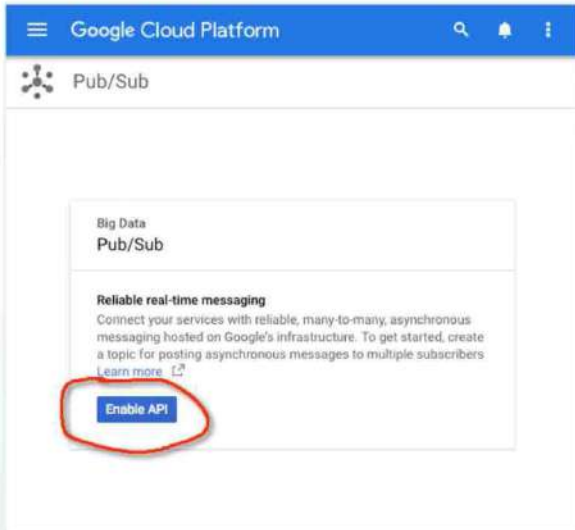 Google Cloud Platform
Pub/Sub
Big Data
Pub/Sub
Reliable real-time messaging
Connect your services with reliable, many-to-many, asynchronous
messaging hosted on Google's infrastructure. To get started, create
a topic for posting asynchronous messages to multiple subscribers
Learn more
Enable API